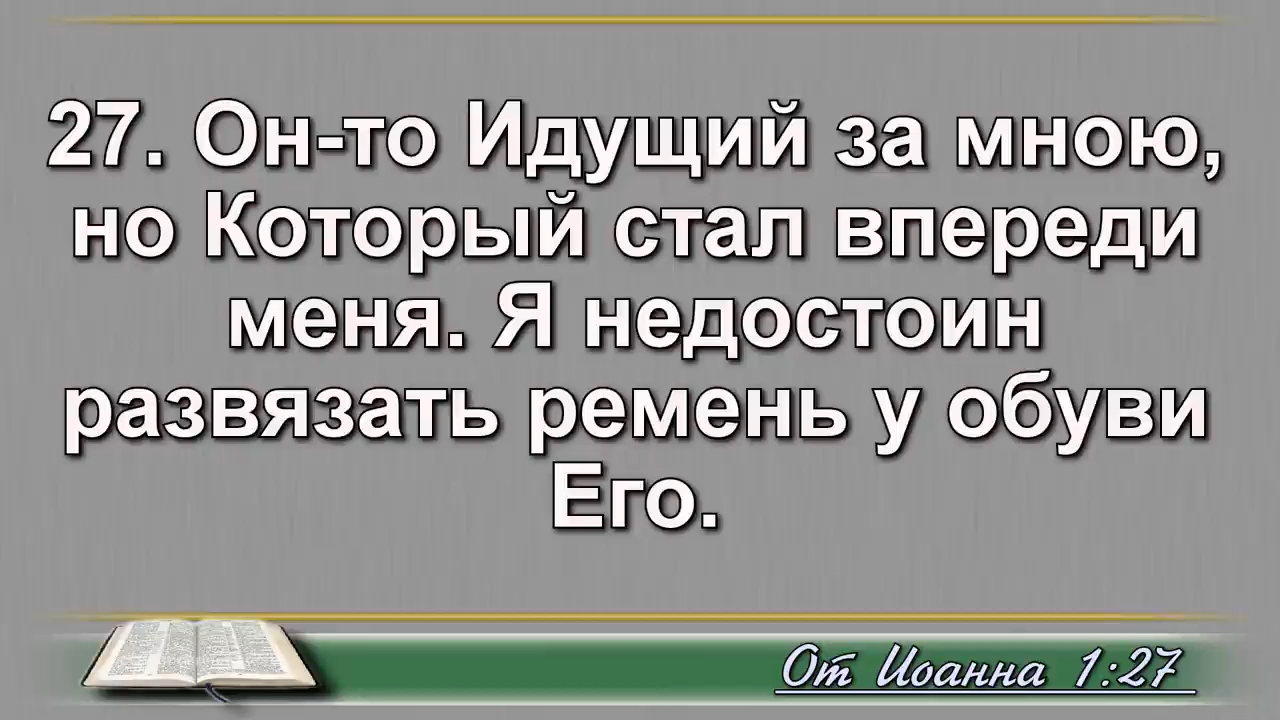 27. Он-то Идущий за мною,
но Который стал впереди
меня. Я недостоин
развязать ремень у обуви
Его.
От Иоанна 1:27